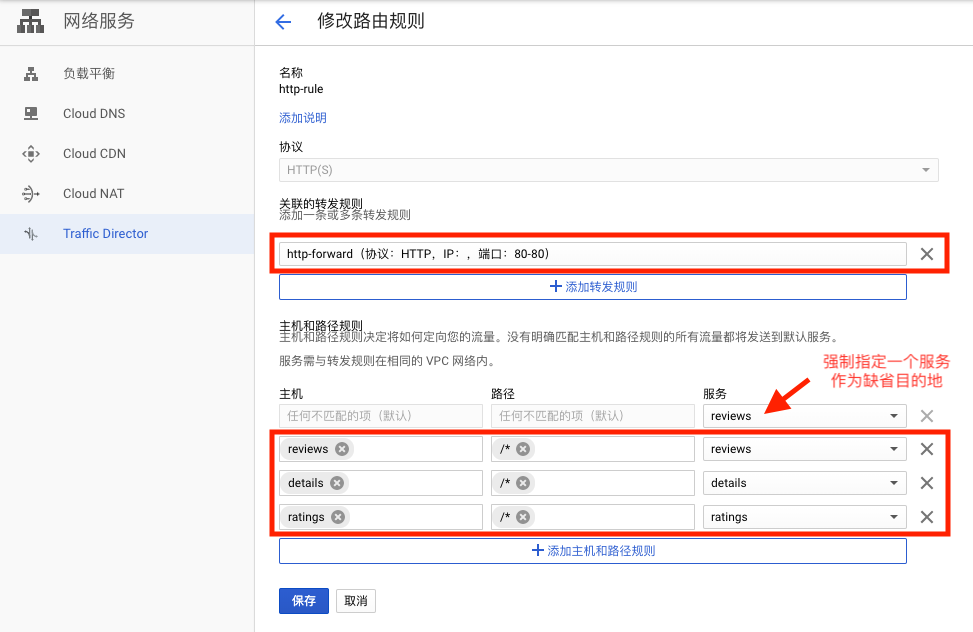 网络服务
修改路由规则
负载平衡
Cloud DNS
Cloud CDN
Cloud NAT
Traffic Director
名称
http-rule
添加说明
协议
HTTP(S)
关联的转发规则
添加一条或多条转发规则
http-forward（协议：HTTP，IP：，端口：80-80）
添加转发规则
主机和路径规则
主机和路径规则决定将如何定向您的流量。没有明确匹配主机和路径规则的所有流量都将发送到默认服务。
服务需与转发规则在相同的 VPC 网络内。
强制指定一个服务
作为缺省目的地
主机 路径 服务
任何不匹配的项（默认） 任何不匹配的项（默认） reviews
reviews /* reviews
details /* details
ratings /* ratings
添加主机和路径规则
保存 取消